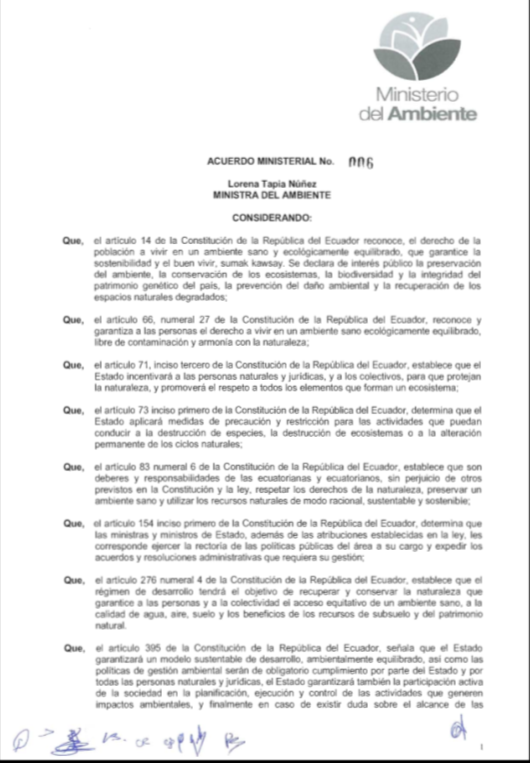 Ministerio
del Ambiente
ACUERDO MINISTERIAL No. 006
Lorena Tapia Núñez
MINISTRA DEL AMBIENTE
CONSIDERANDO:
Que, el artículo 14 de la Constitución de la República del Ecuador reconoce, el derecho de la
población a vivir en un ambiente sano y ecológicamente equilibrado, que garantice la
sostenibilidad y el buen vivir, sumak kawsay. Se declara de interés público la preservación
del ambiente, la conservación de los ecosistemas, la biodiversidad y la integridad del
patrimonio genético del país, la prevención del daño ambiental y la recuperación de los
espacios naturales degradados;
Que, el artículo 66, numeral 27 de la Constitución de la República del Ecuador, reconoce y
garantiza a las personas el derecho a vivir en un ambiente sano ecológicamente equilibrado,
libre de contaminación y armonía con la naturaleza;
Que, el artículo 71, inciso tercero de la Constitución de la República del Ecuador, establece que el
Estado incentivará a las personas naturales y jurídicas, y a los colectivos, para que protejan
la naturaleza, y promoverá el respeto a todos los elementos que forman un ecosistema;
Que, el artículo 73 inciso primero de la Constitución de la República del Ecuador, determina que el
Estado aplicará medidas de precaución y restricción para las actividades que puedan
conducir a la destrucción de especies, la destrucción de ecosistemas o a la alteración
permanente de los ciclos naturales;
Que, el artículo 83 numeral 6 de la Constitución de la República del Ecuador, establece que son
deberes y responsabilidades de las ecuatorianas y ecuatorianos, sin perjuicio de otros
previstos en la Constitución y la ley, respetar los derechos de la naturaleza, preservar un
ambiente sano y utilizar los recursos naturales de modo racional, sustentable y sostenible;
Que, el artículo 154 inciso primero de la Constitución de la República del Ecuador, determina que
las ministras y ministros de Estado, además de las atribuciones establecidas en la ley, les
corresponde ejercer la rectoría de las políticas públicas del área a su cargo y expedir los
acuerdos y resoluciones administrativas que requiera su gestión;
Que, el artículo 276 numeral 4 de la Constitución de la República del Ecuador, establece que el
régimen de desarrollo tendrá el objetivo de recuperar y conservar la naturaleza que
garantice a las personas y a la colectividad el acceso equitativo de un ambiente sano, a la
calidad de agua, aire, suelo y los beneficios de los recursos de subsuelo y del patrimonio
natural.
Que, el artículo 395 de la Constitución de la República del Ecuador, señala que el Estado
garantizará un modelo sustentable de desarrollo, ambientalmente equilibrado, así como las
políticas de gestión ambiental serán de obligatorio cumplimiento por parte del Estado y por
todas las personas naturales y jurídicas, el Estado garantizará también la participación activa
de la sociedad en la planificación, ejecución y control de las actividades que generen
impactos ambientales, y finalmente en caso de existir duda sobre el alcance de las
1